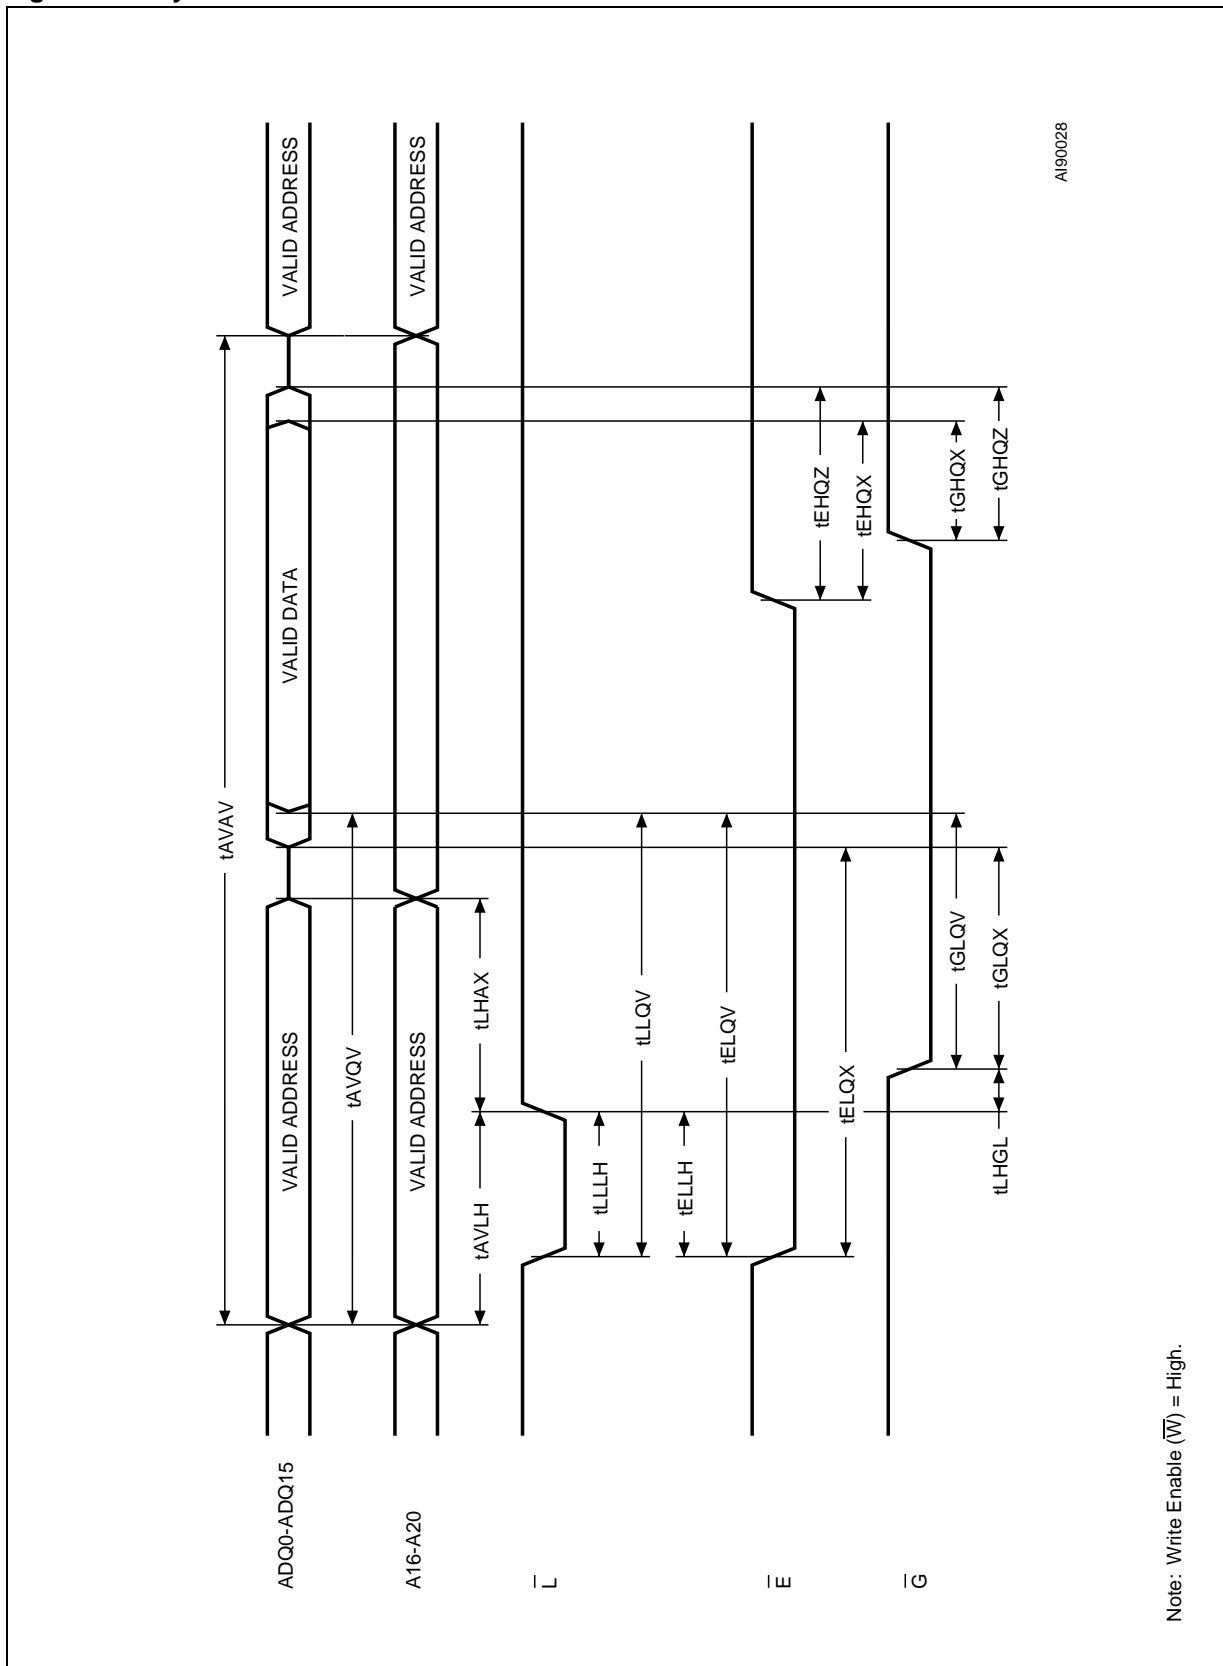 ADQ0-ADQ15
VALID ADDRESS
VALID DATA
VALID ADDRESS
tAVAV
tAVQV
A16-A20
VALID ADDRESS
VALID ADDRESS
tAVLH
tLHAX
L̅
tLLLH
tLLQV
tELLH
tELQV
E̅
tEHQZ
tELQX
tEHQX
G̅
tGLQV
tGHQX
tLHGL
tGLQX
tGHQZ
AI90028
Note: Write Enable (W̅) = High.